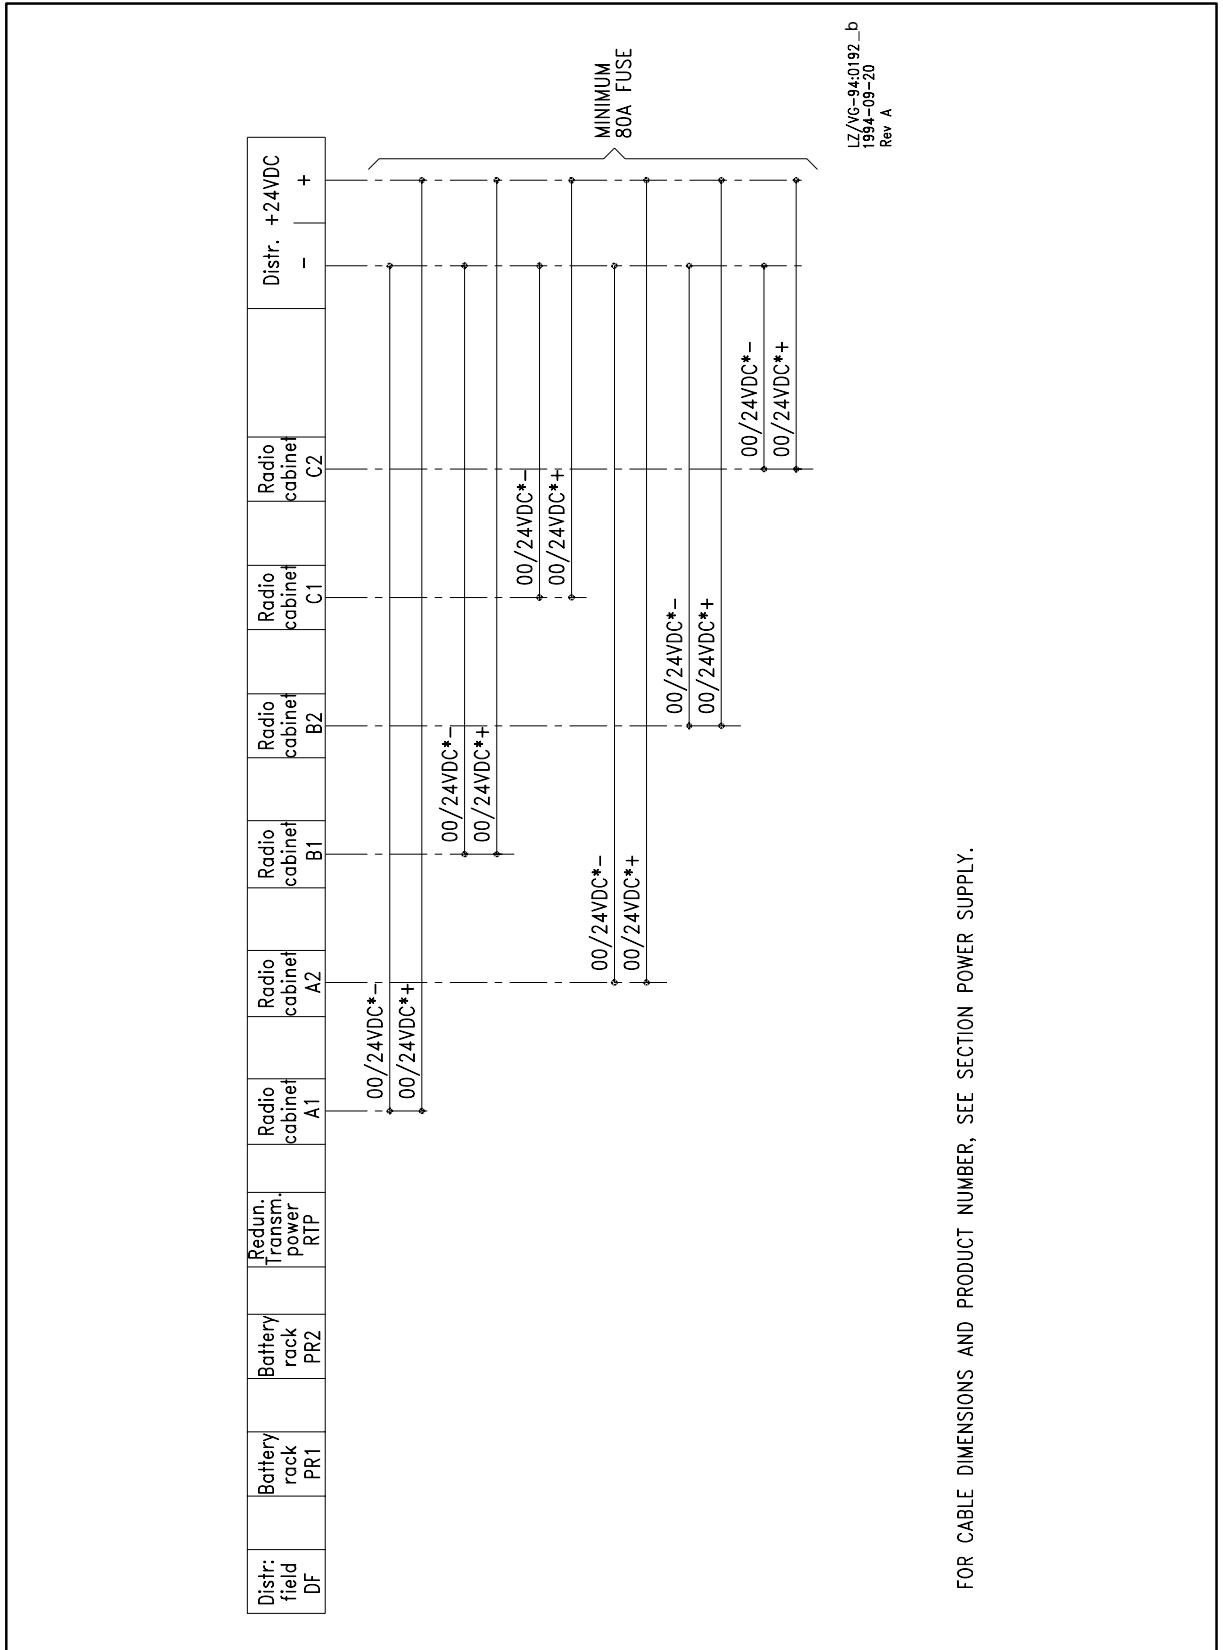 Distr:
field
DF
Battery
rack
PR1
Battery
rack
PR2
Redun.
Transm.
power
RTP
Radio
cabinet
A1
Radio
cabinet
A2
Radio
cabinet
B1
Radio
cabinet
B2
Radio
cabinet
C1
Radio
cabinet
C2
Distr. +24VDC
- +
00/24VDC*-
00/24VDC*+
00/24VDC*-
00/24VDC*+
00/24VDC*-
00/24VDC*+
00/24VDC*-
00/24VDC*+
00/24VDC*-
00/24VDC*+
00/24VDC*-
00/24VDC*+
MINIMUM
80A FUSE
LZ/VG-94:0192_b
1994-09-20
Rev A
FOR CABLE DIMENSIONS AND PRODUCT NUMBER, SEE SECTION POWER SUPPLY.